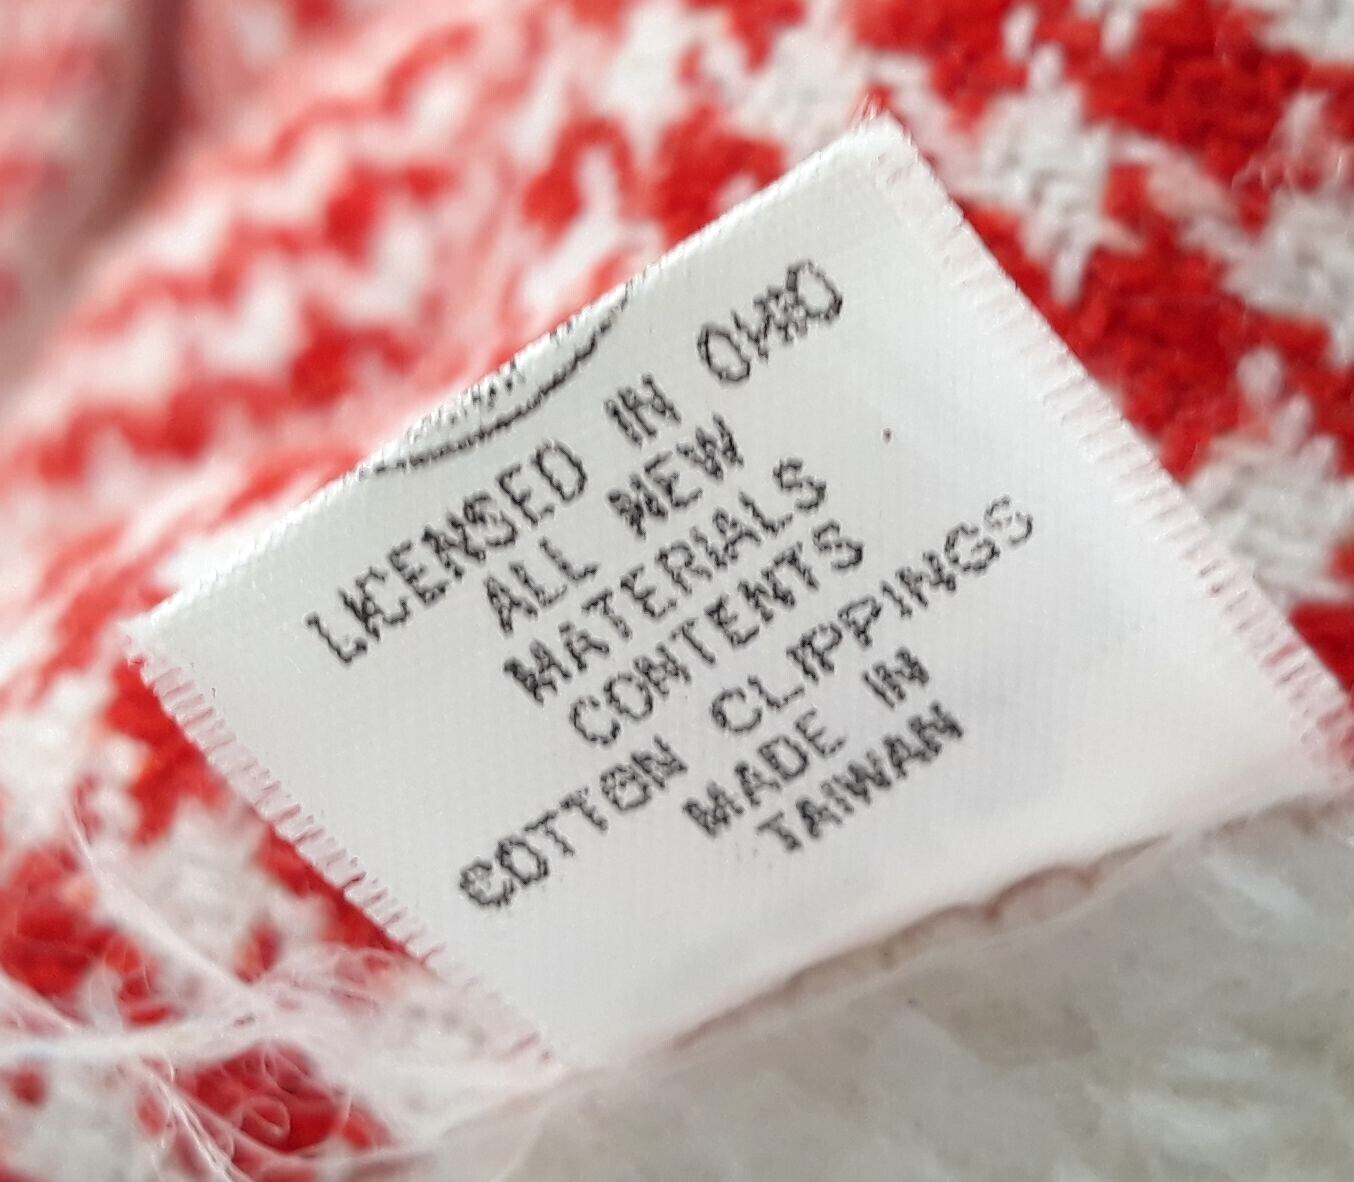 LICENSED IN OHIO
ALL NEW
MATERIALS
CONTENTS
COTTON CLIPPINGS
MADE IN
TAIWAN